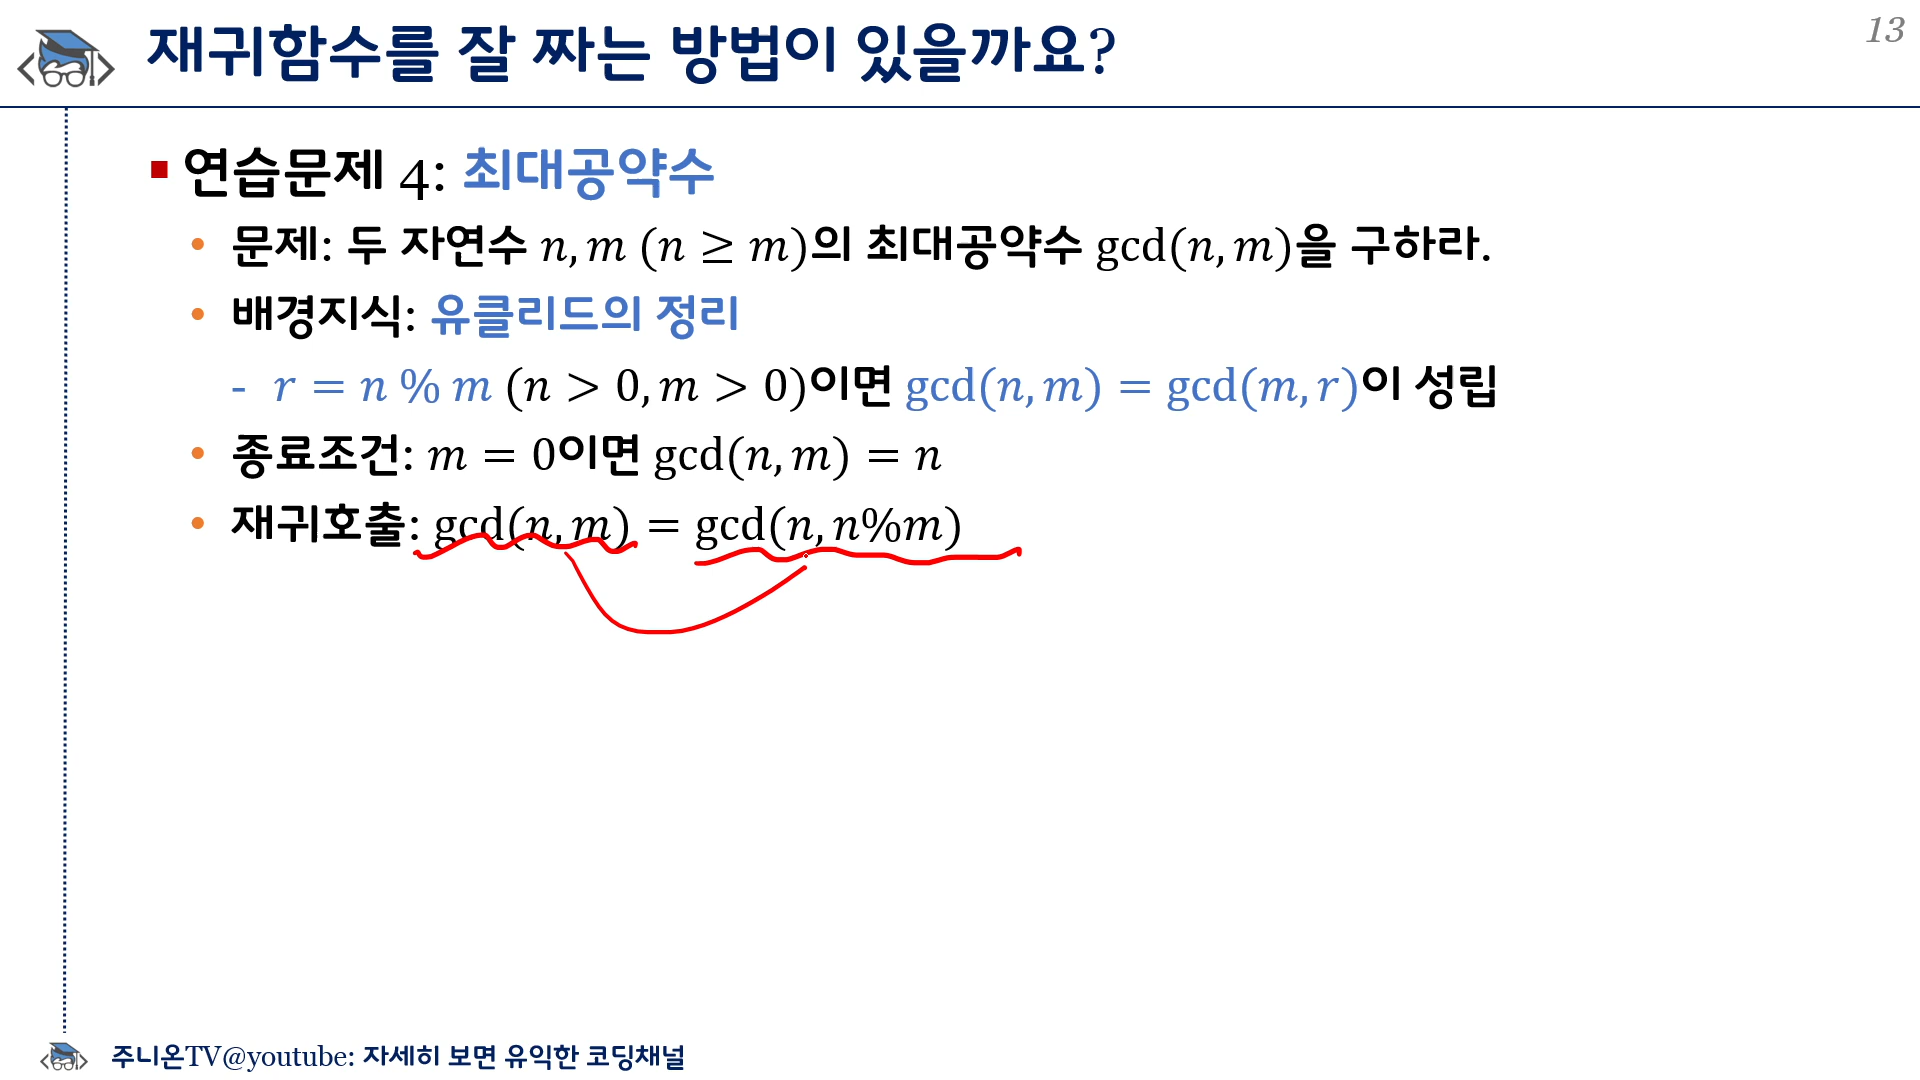 재귀함수를 잘 짜는 방법이 있을까요?
13
연습문제 4: 최대공약수
문제: 두 자연수 n, m (n ≥ m)의 최대공약수 gcd(n, m)을 구하라.
배경지식: 유클리드의 정리
- r = n % m (n > 0, m > 0)이면 gcd(n, m) = gcd(m, r)이 성립
종료조건: m = 0이면 gcd(n, m) = n
재귀호출: gcd(n, m) = gcd(n, n%m)
주니온TV@youtube: 자세히 보면 유익한 코딩채널